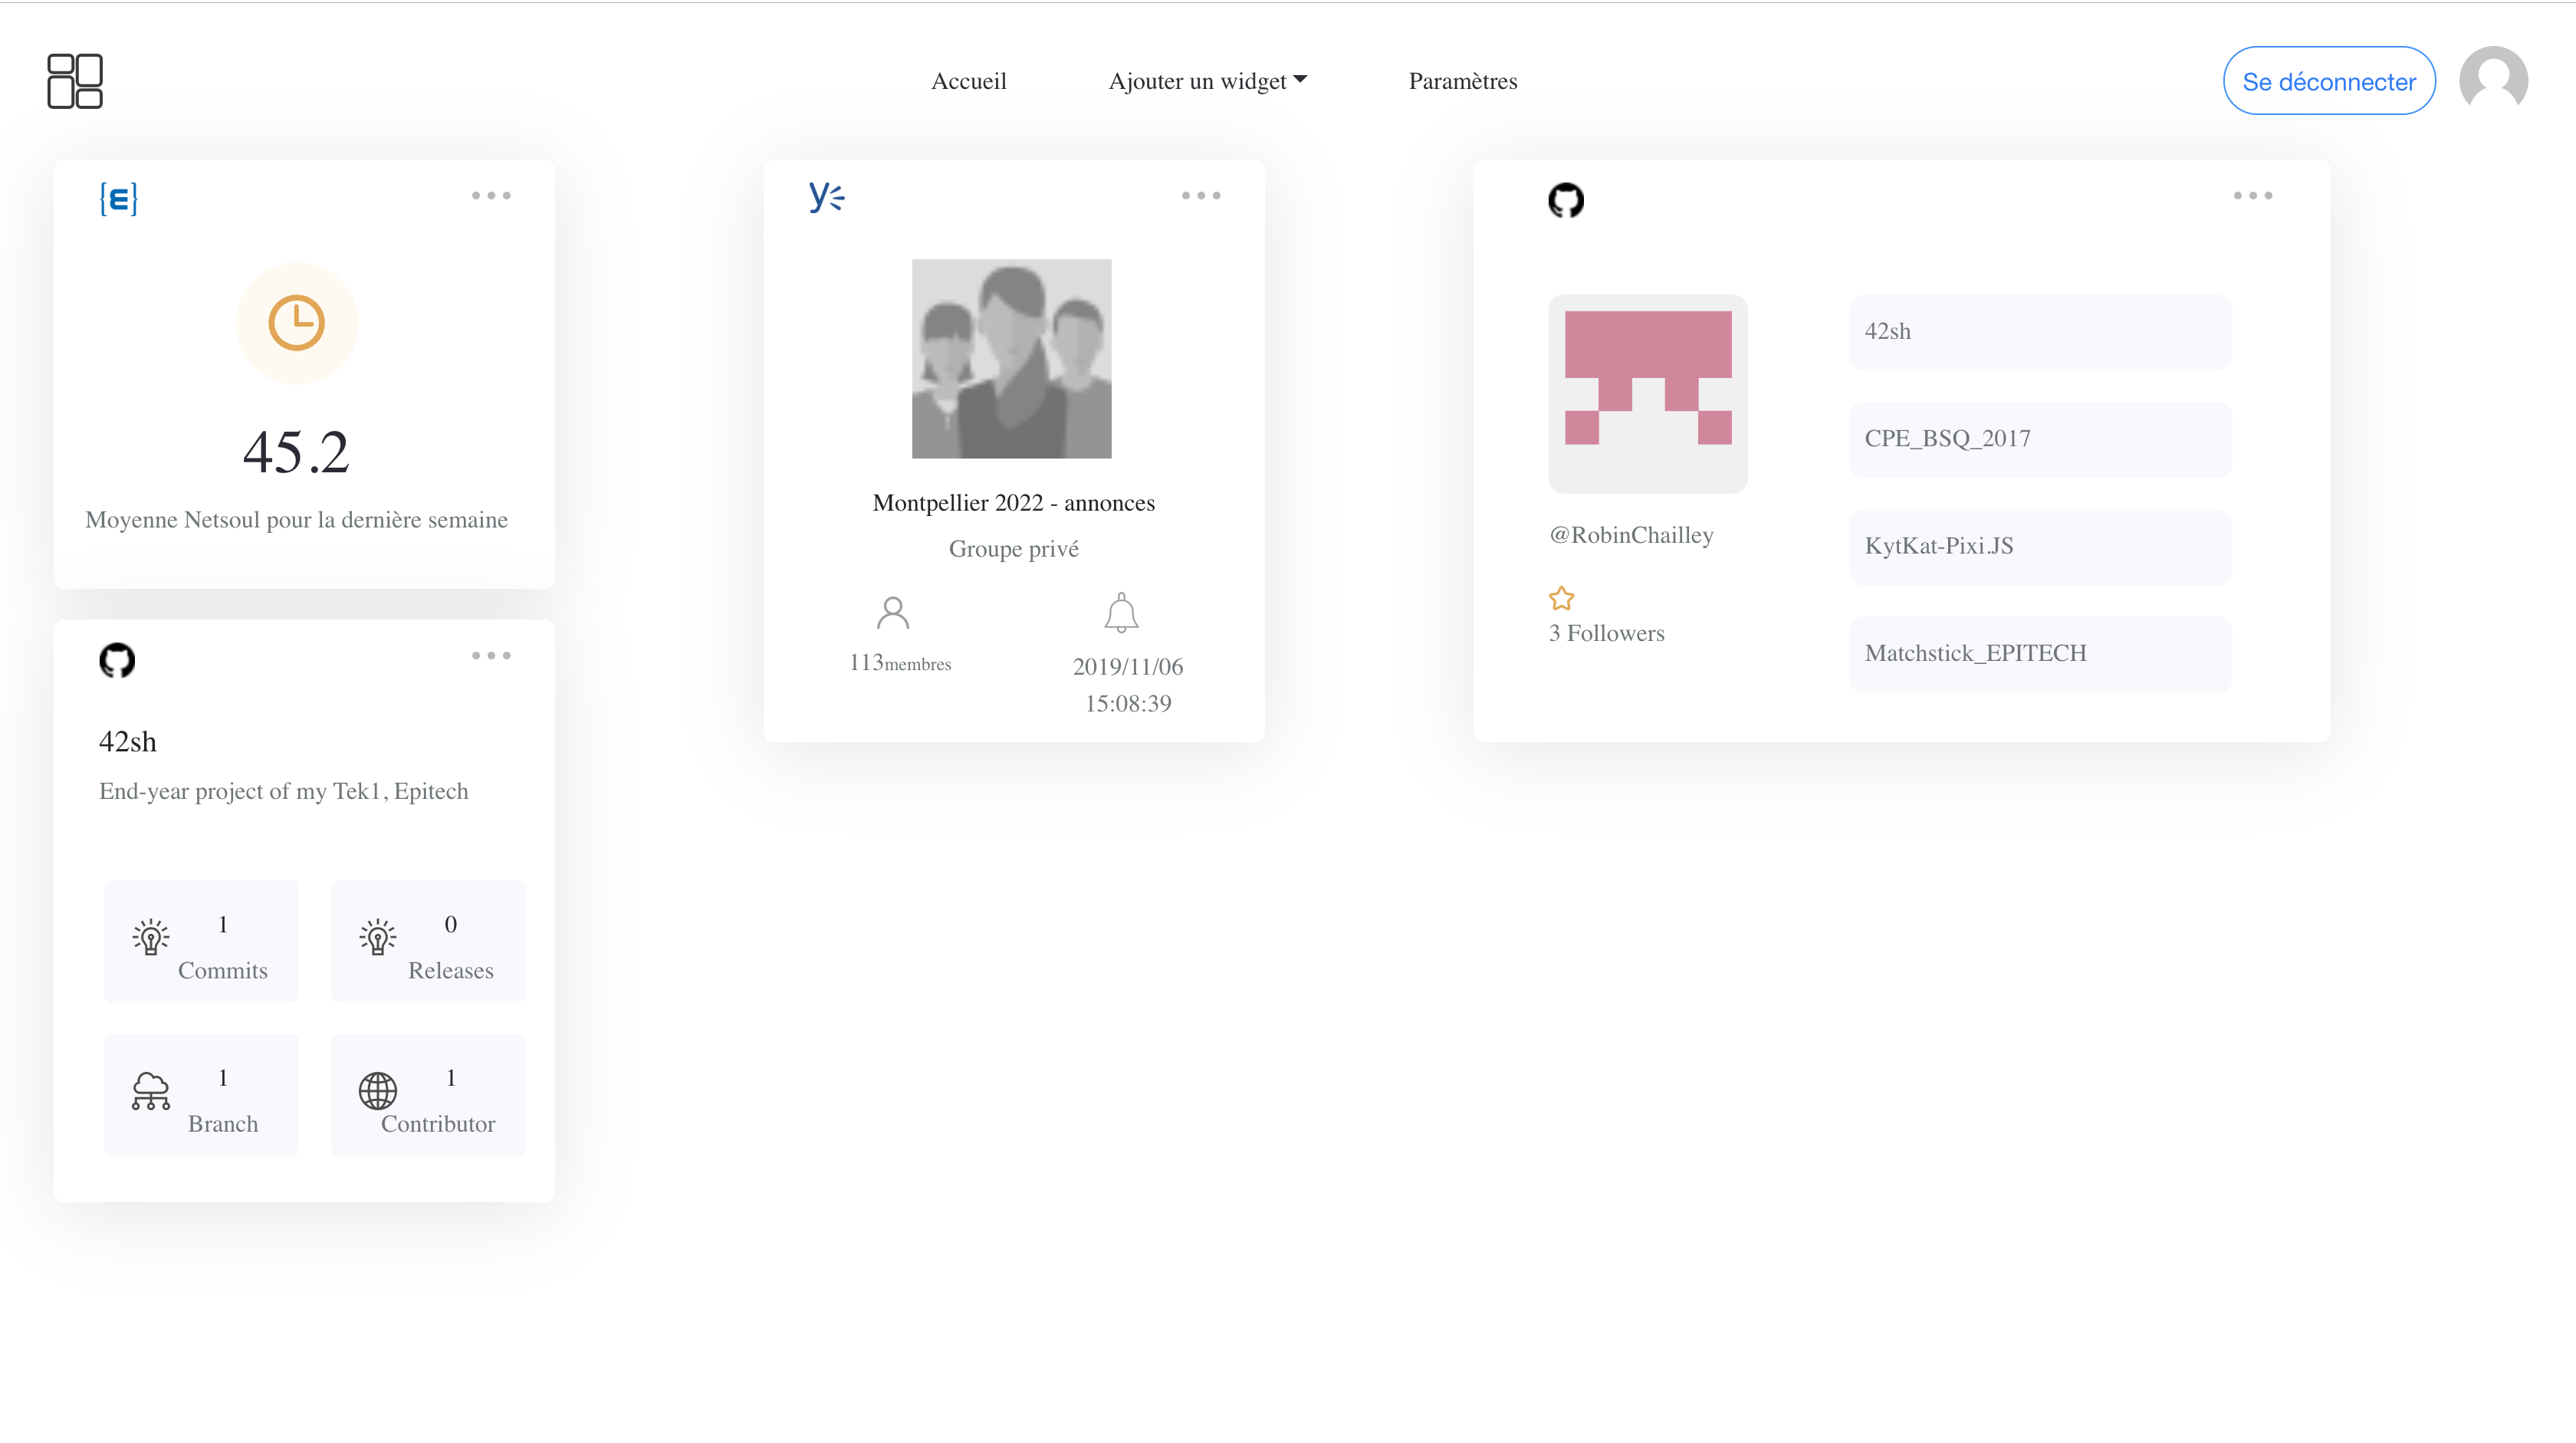 Accueil
Ajouter un widget
Paramètres
Se déconnecter
45.2
Moyenne Netsoul pour la dernière semaine
42sh
End-year project of my Tek1, Epitech
1
Commits
0
Releases
1
Branch
1
Contributor
Montpellier 2022 - annonces
Groupe privé
113membres
2019/11/06
15:08:39
@RobinChailley
3 Followers
42sh
CPE_BSQ_2017
KytKat-Pixi.JS
Matchstick_EPITECH